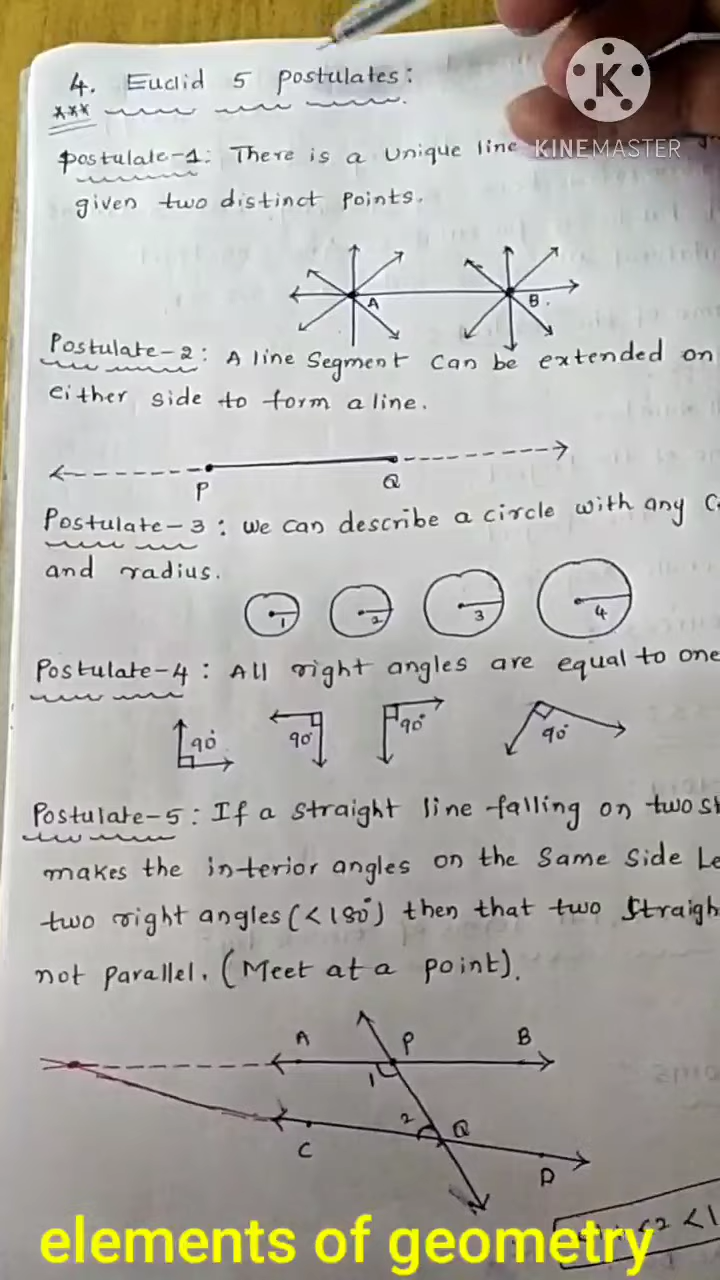 4. Euclid 5 postulates:
***
K
KINEMASTER
postulate-1: There is a unique line
given two distinct points.
A B.
Postulate-2: A line segment can be extended on
either side to form a line.
P Q
Postulate-3: we can describe a circle with any
and radius.
1 2 3 4
Postulate-4: All right angles are equal to one
90° 90° 90° 90°
Postulate-5: If a straight line falling on two
makes the interior angles on the same side
two right angles (<180°) then that two
not parallel. (Meet at a point).
A P B
1
2 Q
C
D
elements of geometry